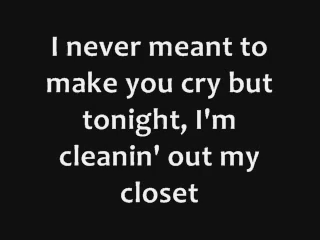 I never meant to
make you cry but
tonight, I'm
cleanin' out my
closet